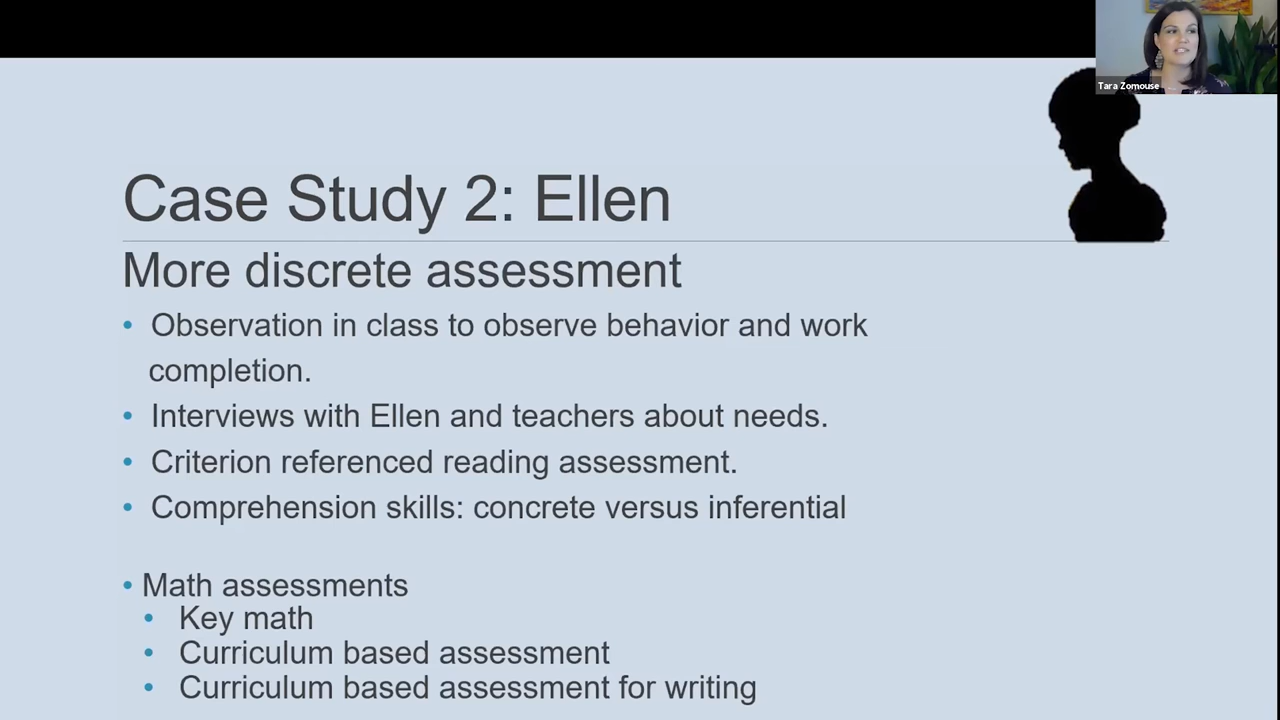 Tara Zomouse
Case Study 2: Ellen
More discrete assessment
• Observation in class to observe behavior and work
completion.
• Interviews with Ellen and teachers about needs.
• Criterion referenced reading assessment.
• Comprehension skills: concrete versus inferential
• Math assessments
• Key math
• Curriculum based assessment
• Curriculum based assessment for writing